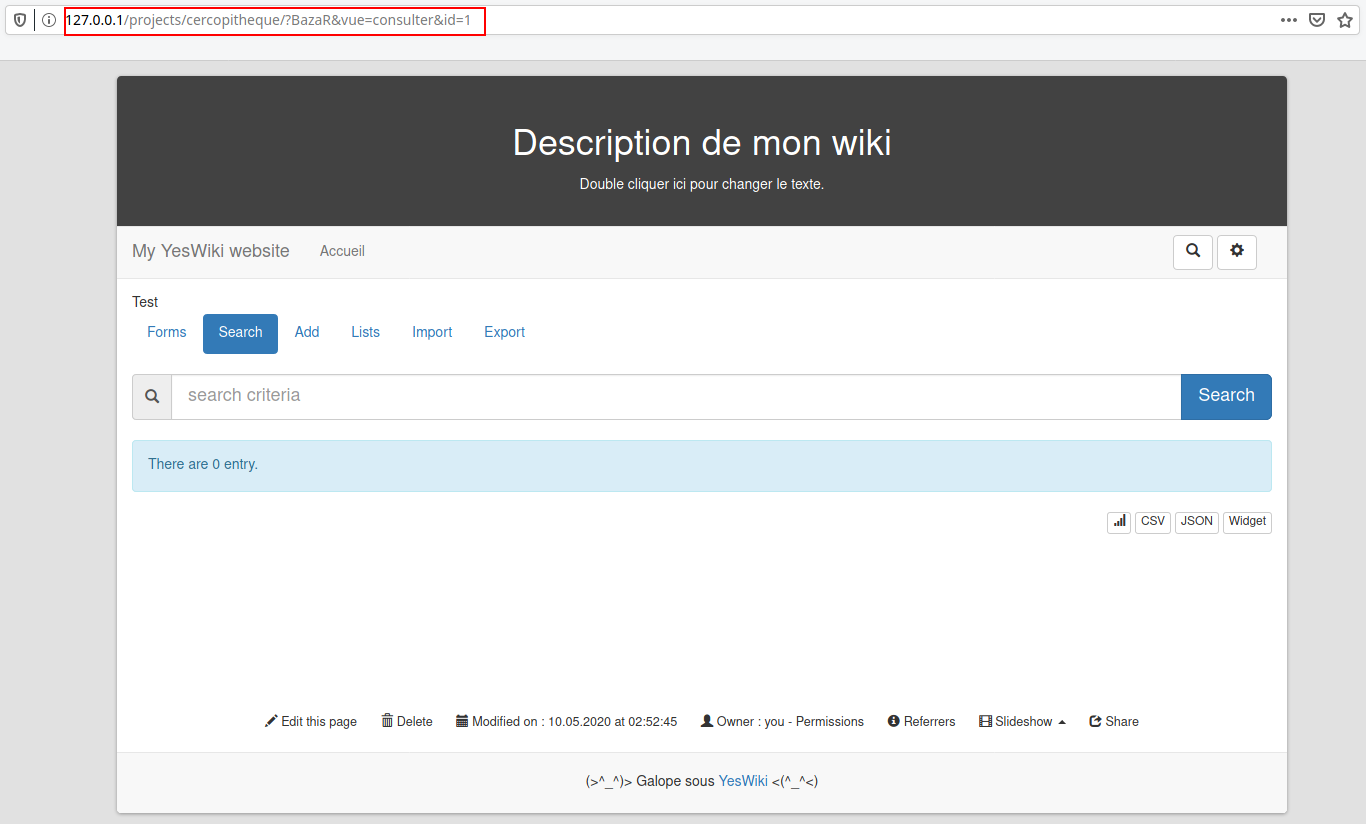 127.0.0.1/projects/cercopitheque/?BazaR&vue=consulter&id=1
Description de mon wiki
Double cliquer ici pour changer le texte.
My YesWiki website Accueil
Test
Forms Search Add Lists Import Export
search criteria Search
There are 0 entry.
CSV JSON Widget
Edit this page Delete Modified on : 10.05.2020 at 02:52:45 Owner : you - Permissions Referrers Slideshow Share
(>^_^)> Galope sous YesWiki <(^_^<)